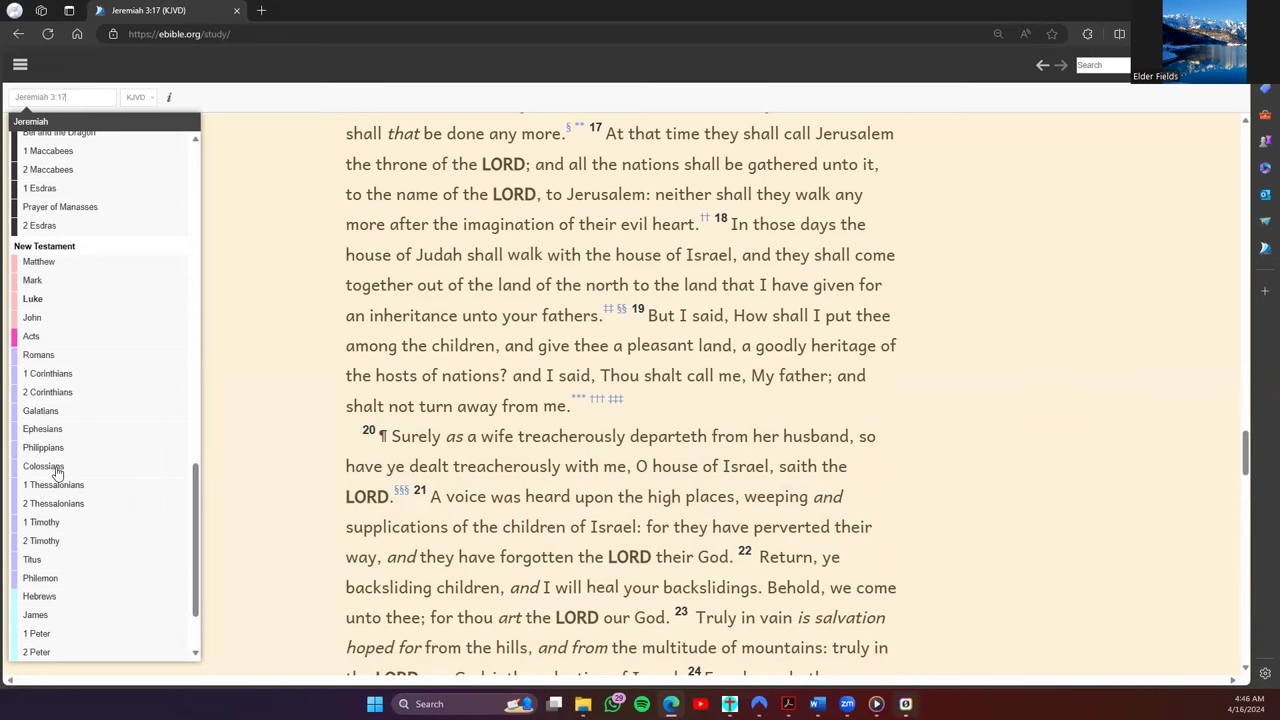 Jeremiah 3:17 (KJVD)
https://ebible.org/study/
Elder Fields
Search
Jeremiah 3:17
KJVD
i
Jeremiah
Bel and the Dragon
1 Maccabees
2 Maccabees
1 Esdras
Prayer of Manasses
2 Esdras
New Testament
Matthew
Mark
Luke
John
Acts
Romans
1 Corinthians
2 Corinthians
Galatians
Ephesians
Philippians
Colossians
1 Thessalonians
2 Thessalonians
1 Timothy
2 Timothy
Titus
Philemon
Hebrews
James
1 Peter
2 Peter
shall that be done any more.§ ** 17 At that time they shall call Jerusalem
the throne of the LORD; and all the nations shall be gathered unto it,
to the name of the LORD, to Jerusalem: neither shall they walk any
more after the imagination of their evil heart.†† 18 In those days the
house of Judah shall walk with the house of Israel, and they shall come
together out of the land of the north to the land that I have given for
an inheritance unto your fathers.‡‡ §§ 19 But I said, How shall I put thee
among the children, and give thee a pleasant land, a goodly heritage of
the hosts of nations? and I said, Thou shalt call me, My father; and
shalt not turn away from me.*** ††† ‡‡‡
20 ¶ Surely as a wife treacherously departeth from her husband, so
have ye dealt treacherously with me, O house of Israel, saith the
LORD.§§§ 21 A voice was heard upon the high places, weeping and
supplications of the children of Israel: for they have perverted their
way, and they have forgotten the LORD their God. 22 Return, ye
backsliding children, and I will heal your backslidings. Behold, we come
unto thee; for thou art the LORD our God. 23 Truly in vain is salvation
hoped for from the hills, and from the multitude of mountains: truly in
24
Search
29
4:46 AM
4/16/2024